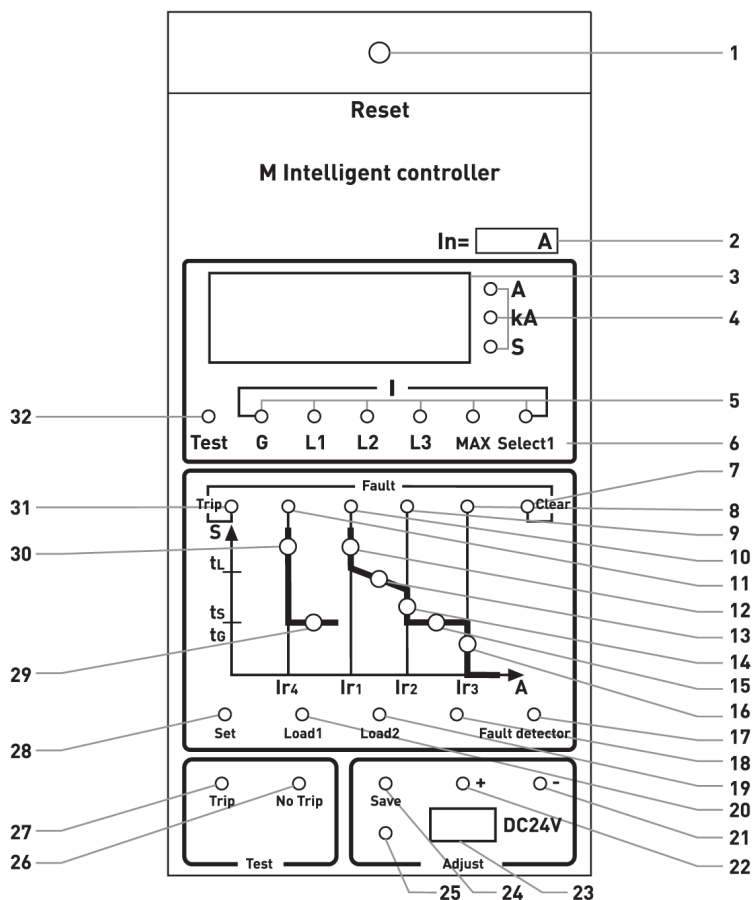 1
Reset
M Intelligent controller
In= A 2
3
A
kA 4
S
I
5
32
Test G L1 L2 L3 MAX Select1 6
7
Fault
31 Trip Clear 8
9
S
10
30
11
tL
12
13
ts
14
tG
15
29
16
Ir4 Ir1 Ir2 Ir3 A
17
28 Set Load1 Load2 Fault detector
18
19
20
27 Trip No Trip Save + - 21
26 DC24V 22
Test Adjust
25 24 23